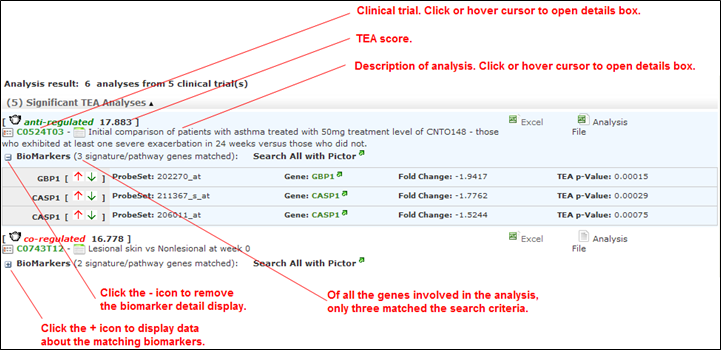 Clinical trial. Click or hover cursor to open details box.
TEA score.
Description of analysis. Click or hover cursor to open details box.
Analysis result: 6 analyses from 5 clinical trial(s)
(5) Significant TEA Analyses ▲
[ anti-regulated 17.883 ] Excel Analysis File
C0524T03 - Initial comparison of patients with asthma treated with 50mg treatment level of CNTO148 - those
who exhibited at least one severe exacerbation in 24 weeks versus those who did not.
BioMarkers (3 signature/pathway genes matched): Search All with Pictor
GBP1 [ ↑ ↓ ] ProbeSet: 202270_at Gene: GBP1 Fold Change: -1.9417 TEA p-Value: 0.00015
CASP1 [ ↑ ↓ ] ProbeSet: 211367_s_at Gene: CASP1 Fold Change: -1.7762 TEA p-Value: 0.00029
CASP1 [ ↑ ↓ ] ProbeSet: 206011_at Gene: CASP1 Fold Change: -1.5244 TEA p-Value: 0.00075
[ co-regulated 16.778 ] Excel Analysis File
C0743T12 - Lesional skin vs Nonlesional at week 0
BioMarkers (2 signature/pathway genes matched): Search All with Pictor
Click the - icon to remove
the biomarker detail display.
Of all the genes involved in the analysis,
only three matched the search criteria.
Click the + icon to display data
about the matching biomarkers.